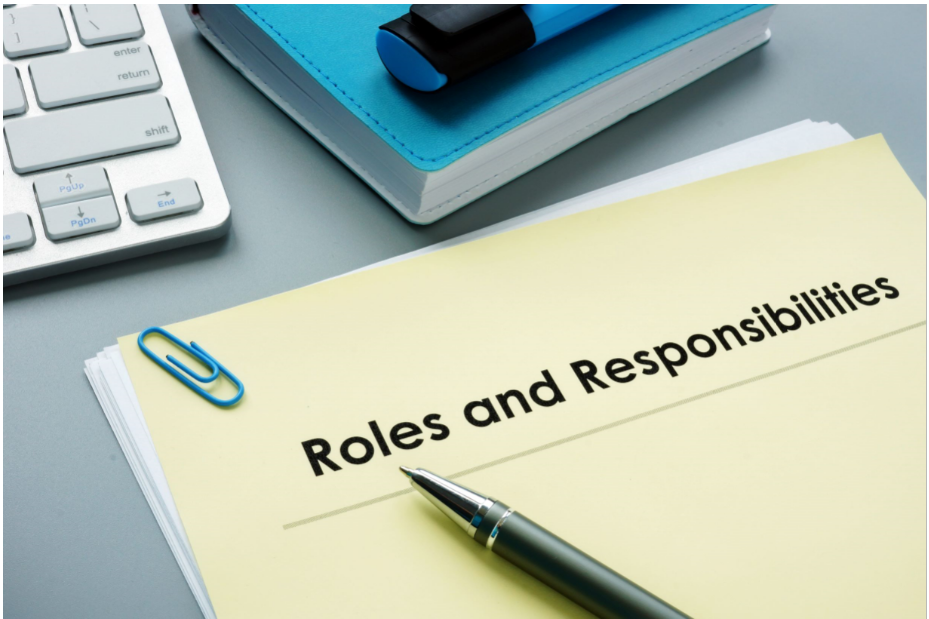 enter
return
shift
PgUp
PgDn
End
Roles and Responsibilities